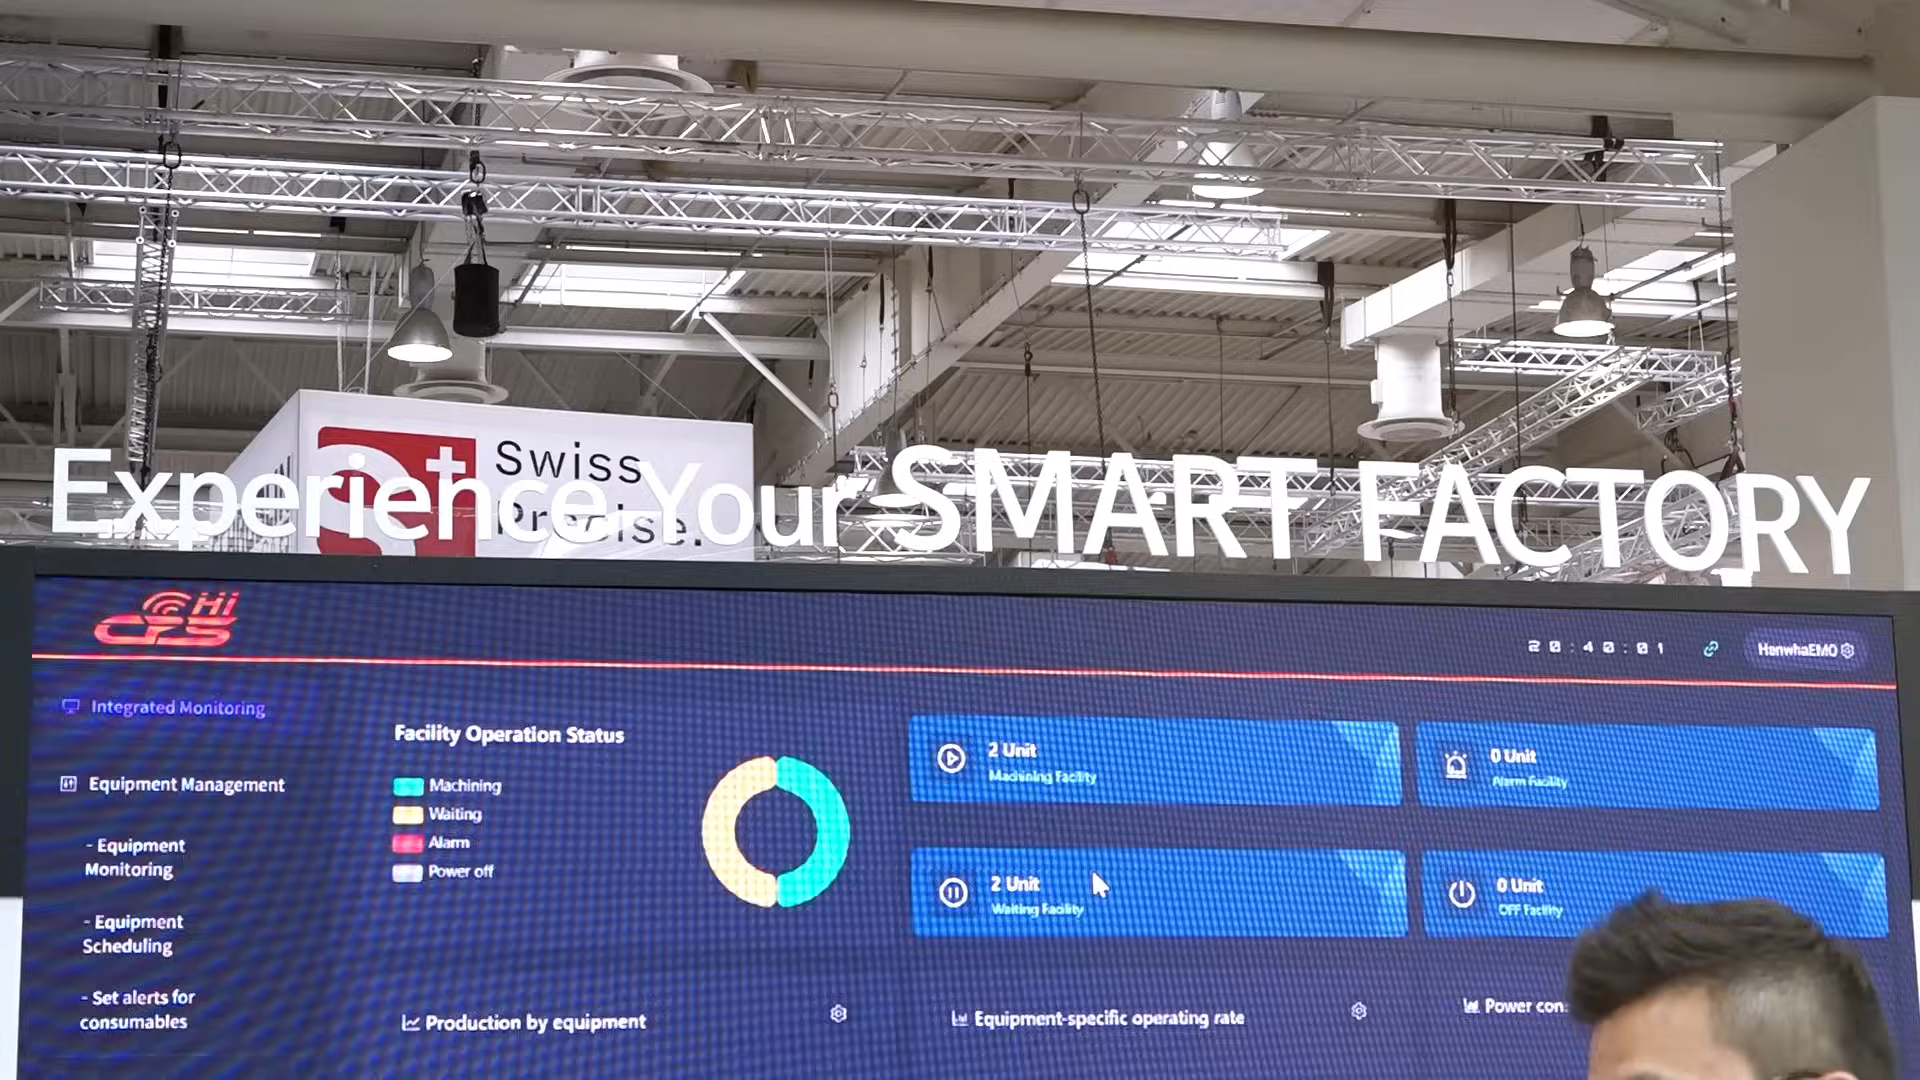 Swiss
Precise.
Experience Your SMART FACTORY
Hi
CFS
20:40:01
HanwhaEMO
Integrated Monitoring
Equipment Management
- Equipment
Monitoring
- Equipment
Scheduling
- Set alerts for
consumables
Facility Operation Status
Machining
Waiting
Alarm
Power off
2 Unit
Machining Facility
0 Unit
Alarm Facility
2 Unit
Waiting Facility
0 Unit
OFF Facility
Production by equipment
Equipment-specific operating rate
Power con